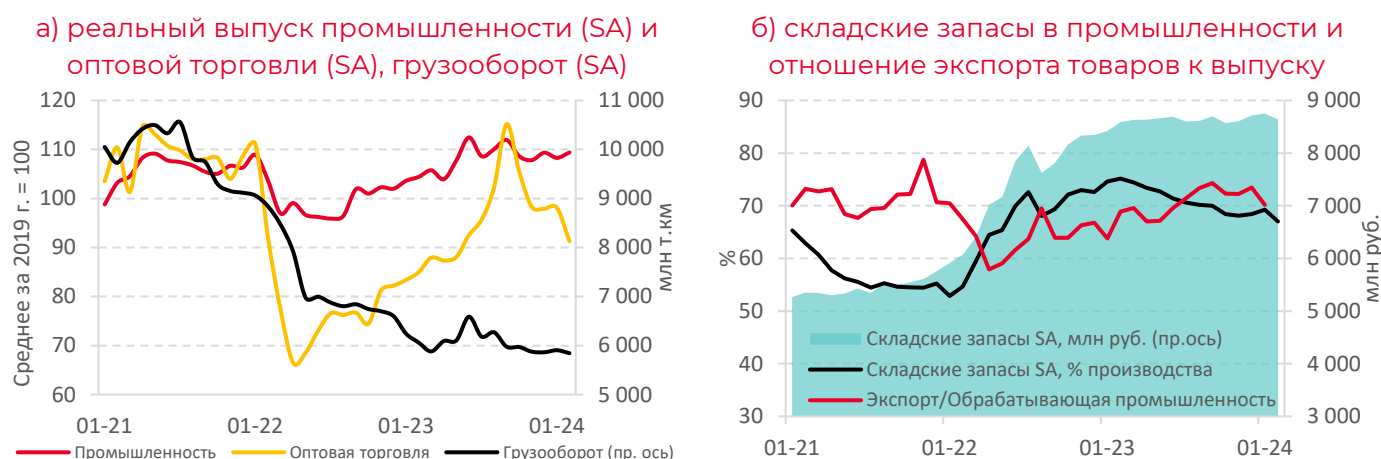 а) реальный выпуск промышленности (SA) и
оптовой торговли (SA), грузооборот (SA)
Среднее за 2019 г. = 100
120
110
100
90
80
70
60
11 000
10 000
9 000
8 000
7 000
6 000
5 000
млн т.км
01-21
01-22
01-23
01-24
Промышленность
Оптовая торговля
Грузооборот (пр. ось)
б) складские запасы в промышленности и
отношение экспорта товаров к выпуску
%
90
80
70
60
50
40
30
9 000
8 000
7 000
6 000
5 000
4 000
3 000
млн руб.
Складские запасы SA, млн руб. (пр.ось)
Складские запасы SA, % производства
Экспорт/Обрабатывающая промышленность
01-21
01-22
01-23
01-24